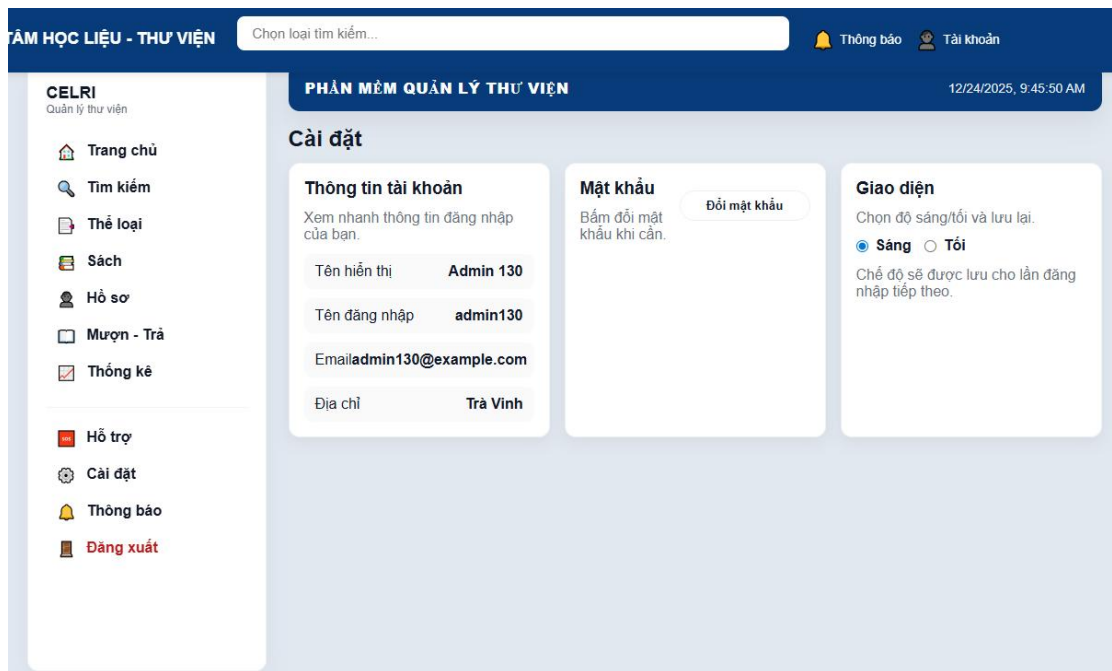 TÂM HỌC LIỆU - THƯ VIỆN
Chọn loại tìm kiếm...
Thông báo
Tài khoản
CELRI
Quản lý thư viện
Trang chủ
Tìm kiếm
Thể loại
Sách
Hồ sơ
Mượn - Trả
Thống kê
Hỗ trợ
Cài đặt
Thông báo
Đăng xuất
PHẦN MỀM QUẢN LÝ THƯ VIỆN
12/24/2025, 9:45:50 AM
Cài đặt
Thông tin tài khoản
Xem nhanh thông tin đăng nhập
của bạn.
Tên hiển thị Admin 130
Tên đăng nhập admin130
Emailadmin130@example.com
Địa chỉ Trà Vinh
Mật khẩu
Bấm đổi mật
khẩu khi cần.
Đổi mật khẩu
Giao diện
Chọn độ sáng/tối và lưu lại.
Sáng Tối
Chế độ sẽ được lưu cho lần đăng
nhập tiếp theo.